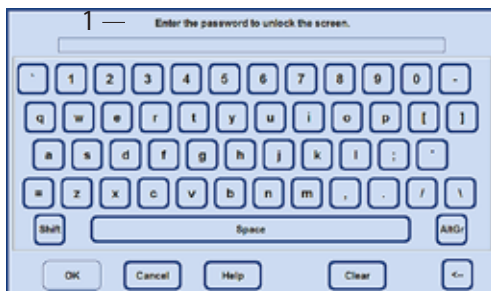 1 — Enter the password to unlock the screen.
` 1 2 3 4 5 6 7 8 9 0 -
q w e r t y u i o p [ ]
a s d f g h j k l ; '
= z x c v b n m , . / \
Shift Space AltGr
OK Cancel Help Clear <--